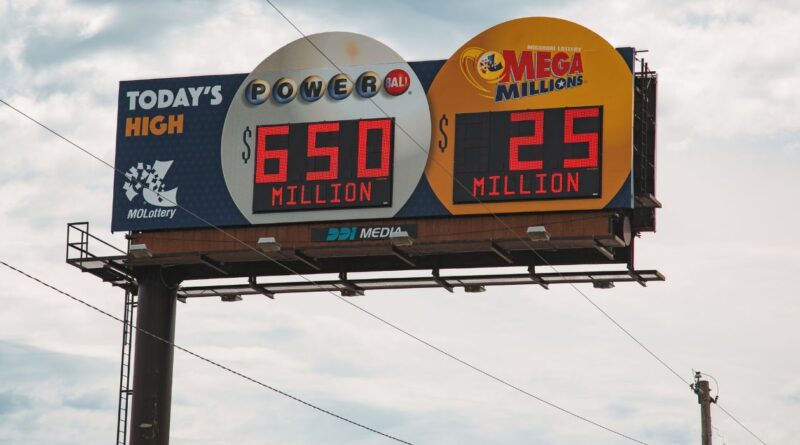 TODAY'S
HIGH
MOLottery
POWERBALL
$650
MILLION
MISSOURI LOTTERY
MEGA
MILLIONS
$25
MILLION
DDI MEDIA